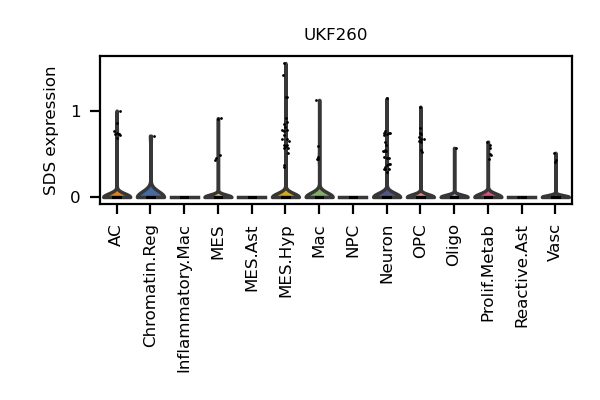 UKF260
SDS expression
1
0
AC
Chromatin.Reg
Inflammatory.Mac
MES
MES.Ast
MES.Hyp
Mac
NPC
Neuron
OPC
Oligo
Prolif.Metab
Reactive.Ast
Vasc